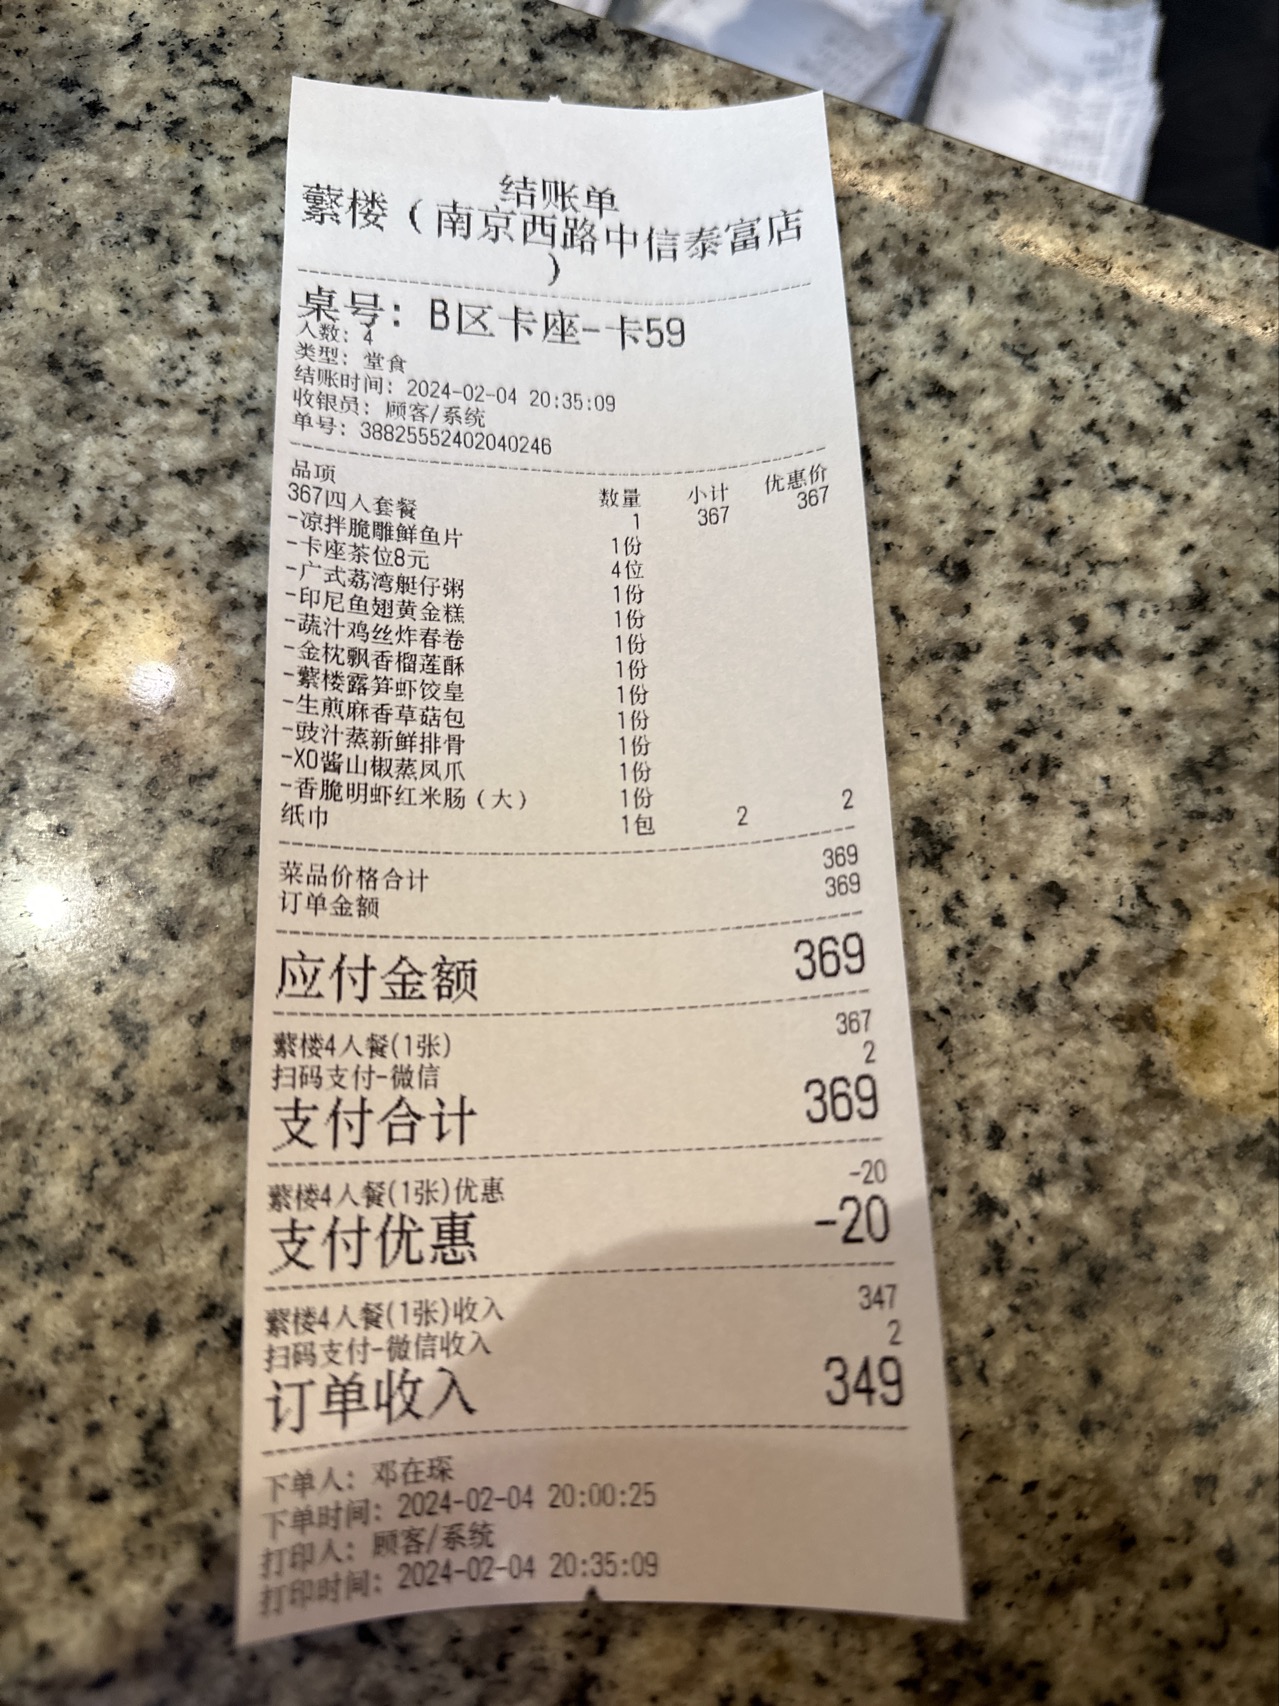 结账单
蘩楼（南京西路中信泰富店
）
桌号：B区卡座-卡59
人数：4
类型：堂食
结账时间：2024-02-04 20:35:09
收银员：顾客/系统
单号：38825552402040246
品项 数量 小计 优惠价
367四人套餐 1 367 367
-凉拌脆雕鲜鱼片 1份
-卡座茶位8元 4位
-广式荔湾艇仔粥 1份
-印尼鱼翅黄金糕 1份
-蔬汁鸡丝炸春卷 1份
-金枕飘香榴莲酥 1份
-蘩楼露笋虾饺皇 1份
-生煎麻香草菇包 1份
-豉汁蒸新鲜排骨 1份
-XO酱山椒蒸凤爪 1份
-香脆明虾红米肠（大） 1份
纸巾 1包 2 2
菜品价格合计 369
订单金额 369
应付金额 369
蘩楼4人餐(1张) 367
扫码支付-微信 2
支付合计 369
蘩楼4人餐(1张)优惠 -20
支付优惠 -20
蘩楼4人餐(1张)收入 347
扫码支付-微信收入 2
订单收入 349
下单人：邓在琛
下单时间：2024-02-04 20:00:25
打印人：顾客/系统
打印时间：2024-02-04 20:35:09